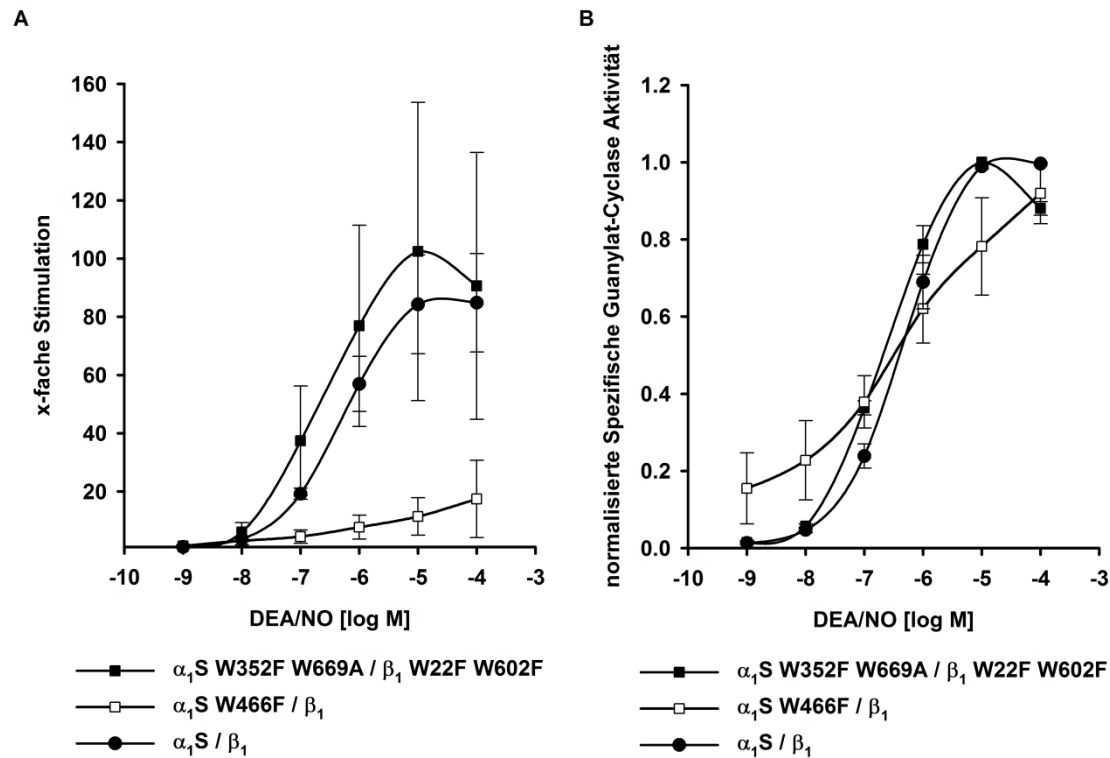 A
x-fache Stimulation
160
140
120
100
80
60
40
20
-10 -9 -8 -7 -6 -5 -4 -3
DEA/NO [log M]
α₁S W352F W669A / β₁ W22F W602F
α₁S W466F / β₁
α₁S / β₁
B
normalisierte Spezifische Guanylat-Cyclase Aktivität
1.2
1.0
0.8
0.6
0.4
0.2
0.0
-10 -9 -8 -7 -6 -5 -4 -3
DEA/NO [log M]
α₁S W352F W669A / β₁ W22F W602F
α₁S W466F / β₁
α₁S / β₁